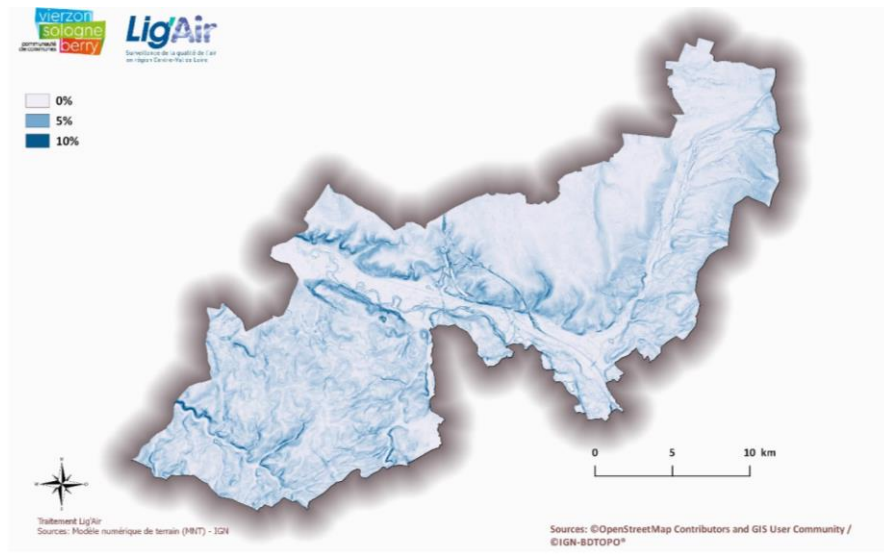 vierzon
sologne
berry
communauté
de communes
Lig'Air
Surveillance de la qualité de l'air
en région Centre-Val de Loire
0%
5%
10%
0 5 10 km
Traitement Lig'Air
Sources: Modèle numérique de terrain (MNT) - IGN
Sources: ©OpenStreetMap Contributors and GIS User Community /
©IGN-BDTOPO®